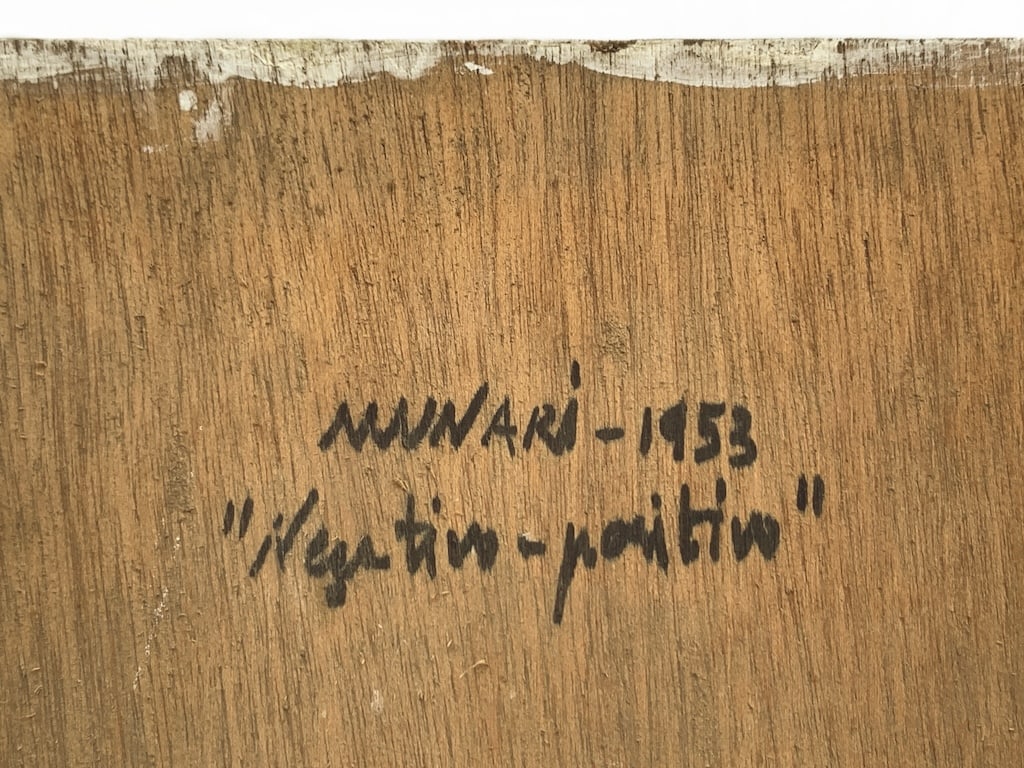 MUNARI - 1953
"Negativo - positivo"